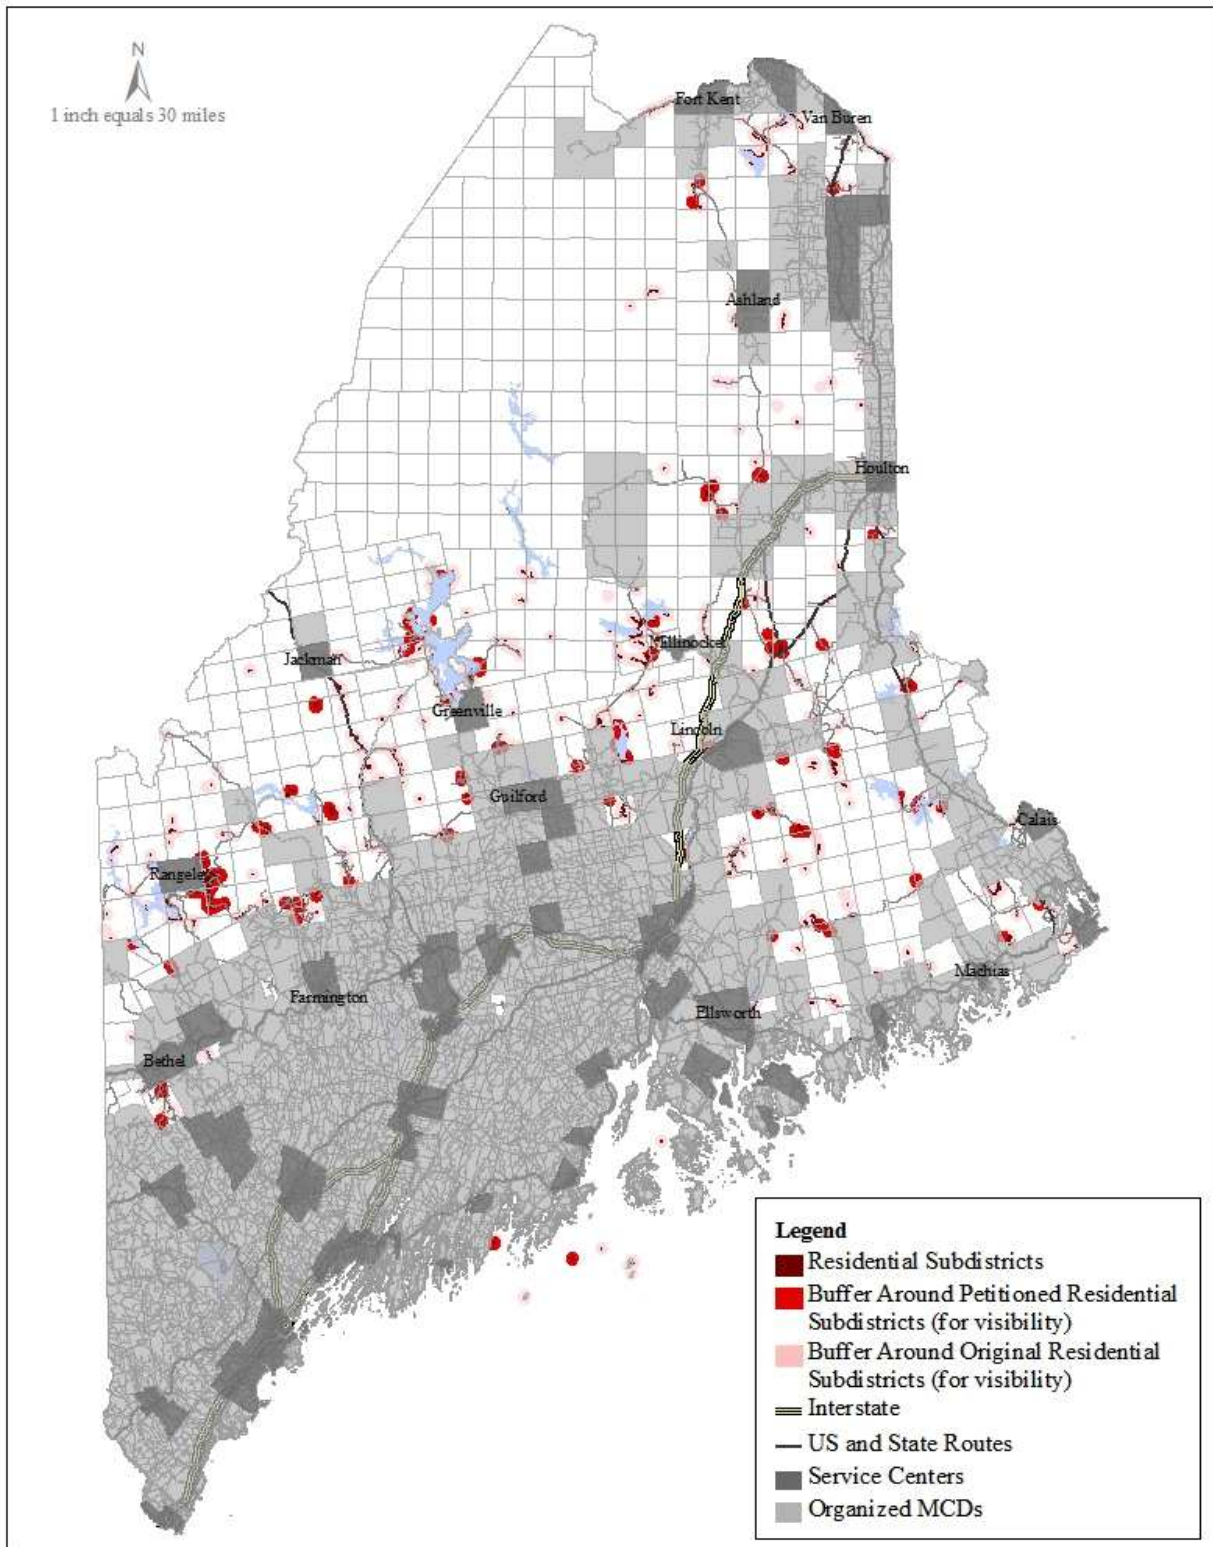 N
1 inch equals 30 miles
Fort Kent
Van Buren
Ashland
Houlton
Millinocket
Jackman
Greenville
Lincoln
Guilford
Calais
Rangeley
Machias
Farmington
Ellsworth
Bethel
Legend
Residential Subdistricts
Buffer Around Petitioned Residential
Subdistricts (for visibility)
Buffer Around Original Residential
Subdistricts (for visibility)
Interstate
US and State Routes
Service Centers
Organized MCDs